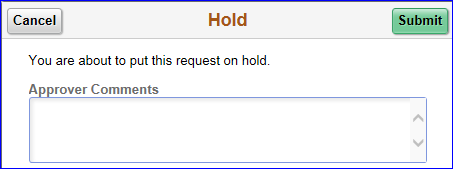 Cancel Hold Submit
You are about to put this request on hold.
Approver Comments